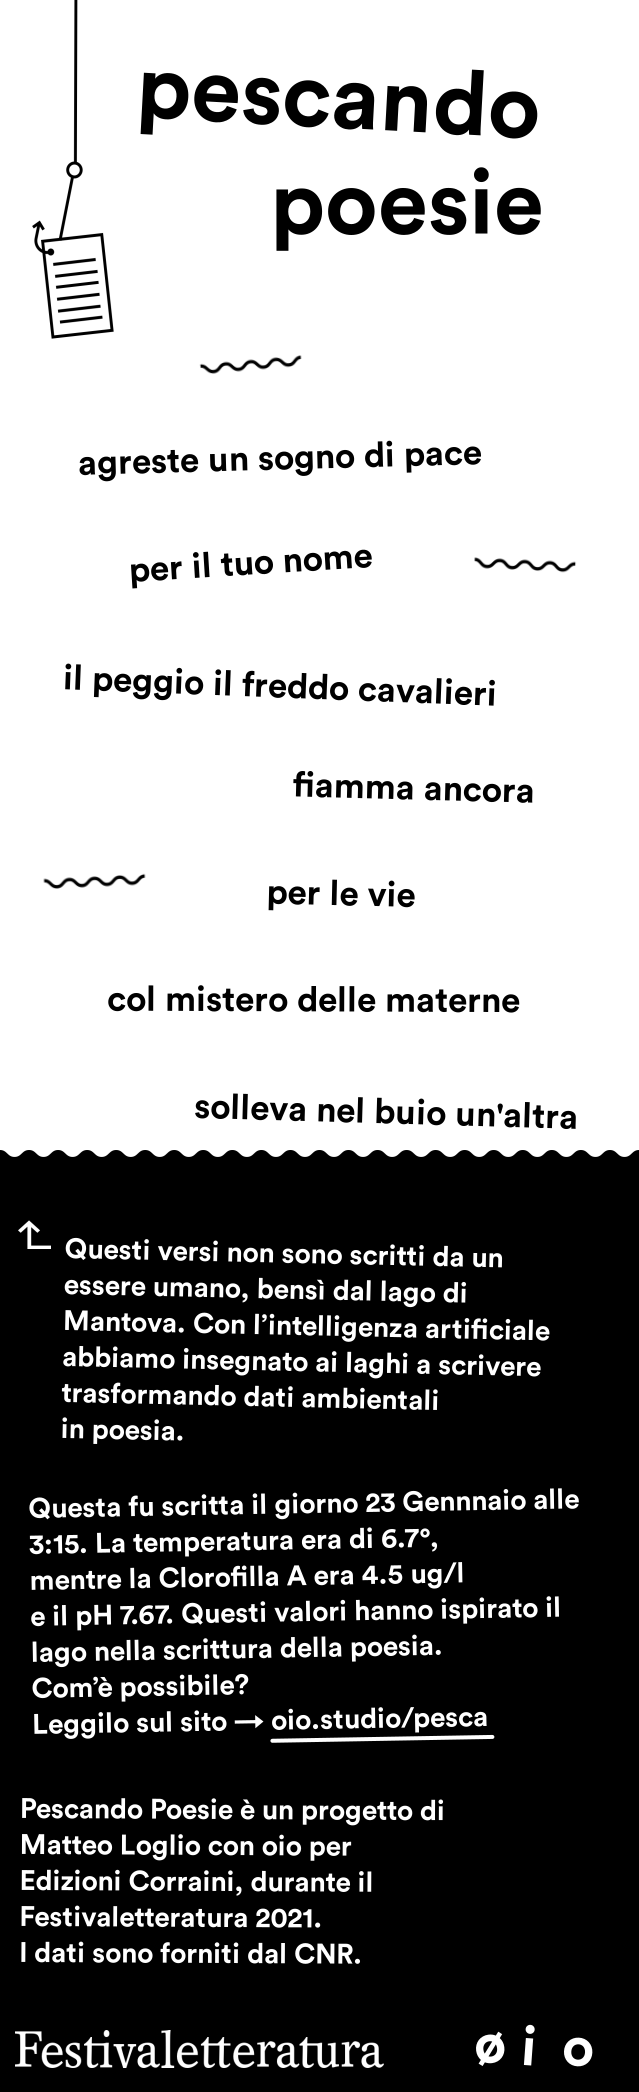 pescando
poesie
agreste un sogno di pace
per il tuo nome
il peggio il freddo cavalieri
fiamma ancora
per le vie
col mistero delle materne
solleva nel buio un'altra
Questi versi non sono scritti da un
essere umano, bensì dal lago di
Mantova. Con l’intelligenza artificiale
abbiamo insegnato ai laghi a scrivere
trasformando dati ambientali
in poesia.
Questa fu scritta il giorno 23 Gennnaio alle
3:15. La temperatura era di 6.7°,
mentre la Clorofilla A era 4.5 ug/l
e il pH 7.67. Questi valori hanno ispirato il
lago nella scrittura della poesia.
Com’è possibile?
Leggilo sul sito → oio.studio/pesca
Pescando Poesie è un progetto di
Matteo Loglio con oio per
Edizioni Corraini, durante il
Festivaletteratura 2021.
I dati sono forniti dal CNR.
Festivaletteratura ø i o